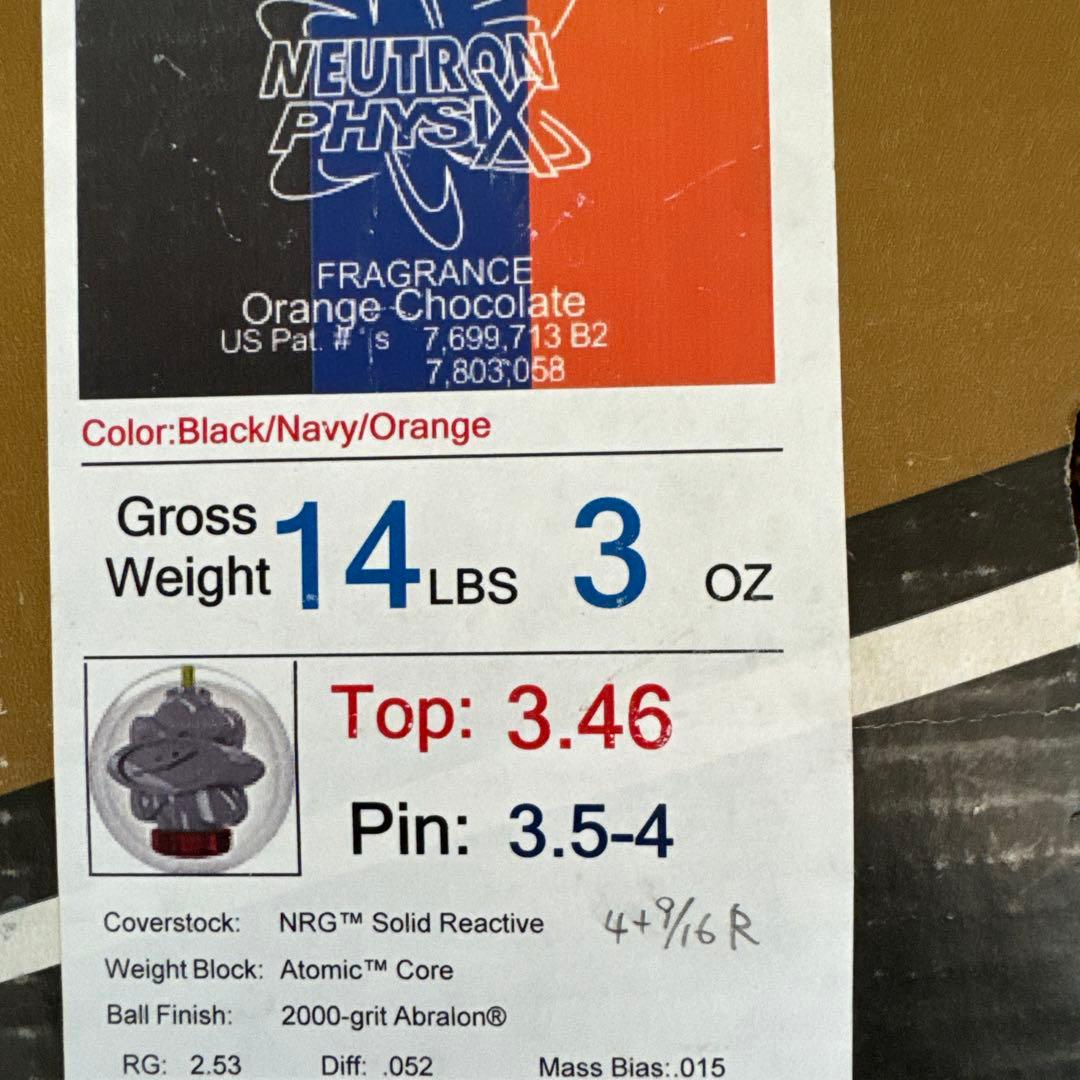 NEUTRON
PHYSIX
FRAGRANCE
Orange Chocolate
US Pat. # 's 7,699,713 B2
7,803,058
Color:Black/Navy/Orange
Gross Weight 14 LBS 3 OZ
Top: 3.46
Pin: 3.5-4
Coverstock: NRG™ Solid Reactive
4+9/16 R
Weight Block: Atomic™ Core
Ball Finish: 2000-grit Abralon®
RG: 2.53 Diff: .052 Mass Bias:.015